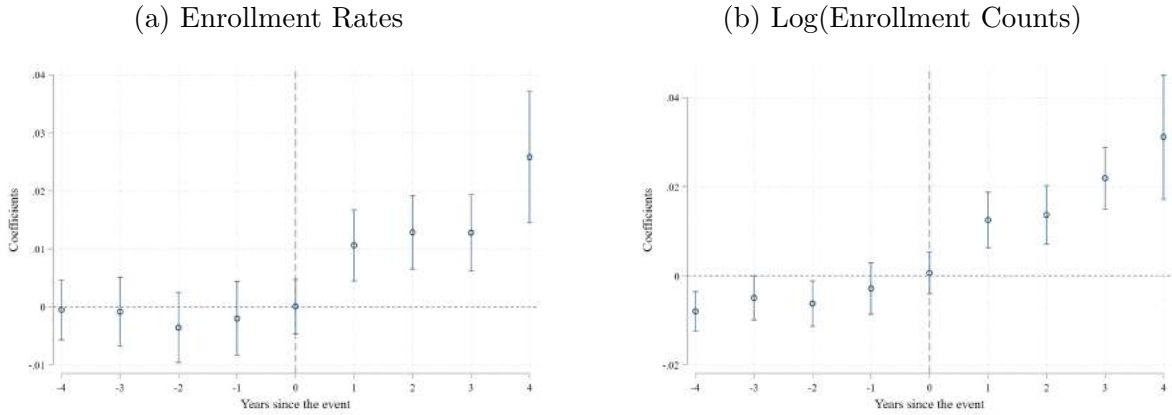 (a) Enrollment Rates
(b) Log(Enrollment Counts)
.04
.03
.02
.01
0
-.01
Coefficients
-4 -3 -2 -1 0 1 2 3 4
Years since the event
.04
.02
0
-.02
Coefficients
-4 -3 -2 -1 0 1 2 3 4
Years since the event